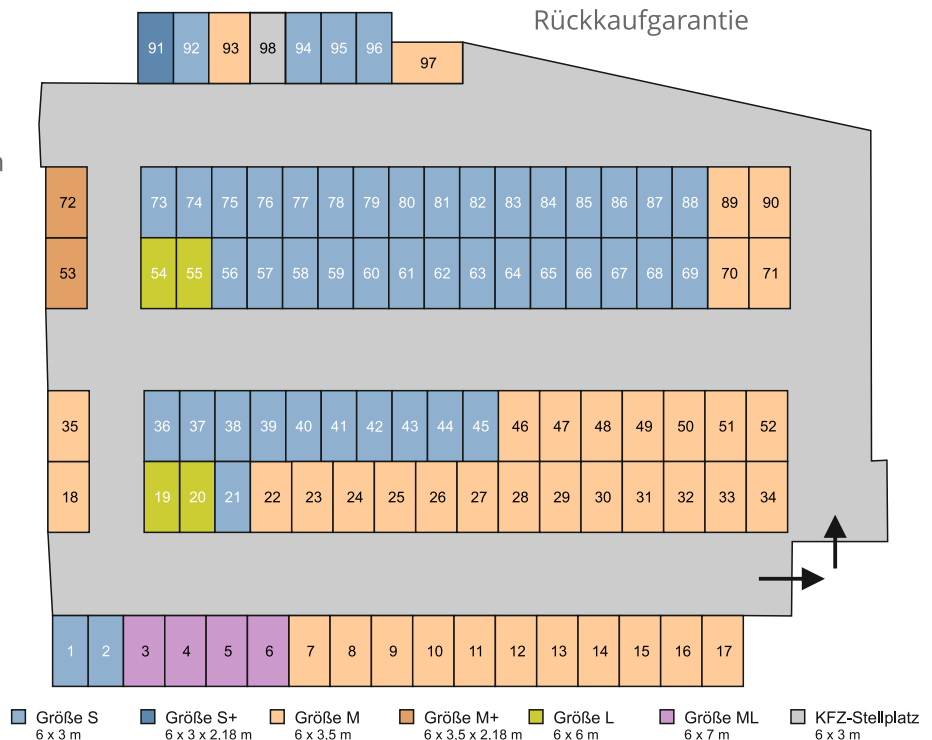 Rückkaufgarantie
91 92 93 98 94 95 96
97
n
72 73 74 75 76 77 78 79 80 81 82 83 84 85 86 87 88 89 90
53 54 55 56 57 58 59 60 61 62 63 64 65 66 67 68 69 70 71
35 36 37 38 39 40 41 42 43 44 45 46 47 48 49 50 51 52
18 19 20 21 22 23 24 25 26 27 28 29 30 31 32 33 34
1 2 3 4 5 6 7 8 9 10 11 12 13 14 15 16 17
Größe S Größe S+ Größe M Größe M+ Größe L Größe ML KFZ-Stellplatz
6 x 3 m 6 x 3 x 2.18 m 6 x 3.5 m 6 x 3.5 x 2.18 m 6 x 6 m 6 x 7 m 6 x 3 m